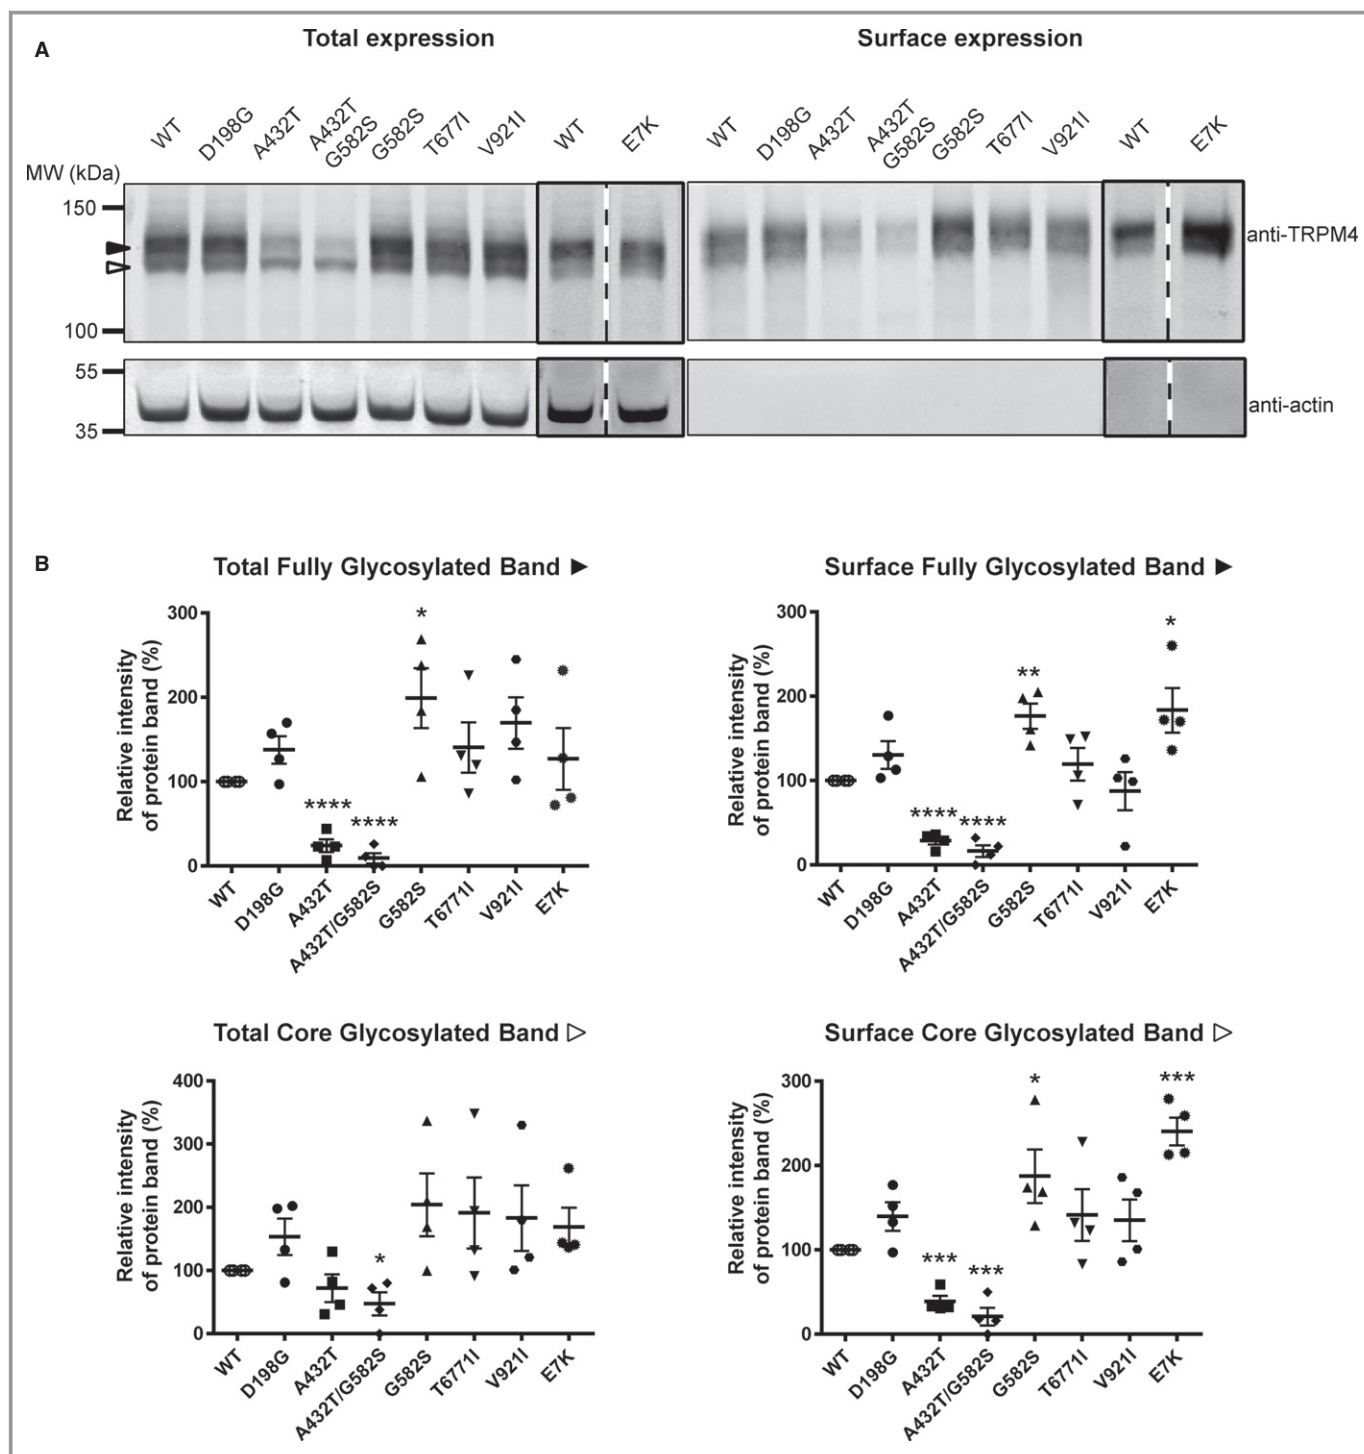 A
Total expression
Surface expression
WT
D198G
A432T
A432T
G582S
G582S
T677I
V921I
WT
E7K
WT
D198G
A432T
A432T
G582S
G582S
T677I
V921I
WT
E7K
MW (kDa)
150
100
anti-TRPM4
55
35
anti-actin
B
Total Fully Glycosylated Band ►
Relative intensity
of protein band (%)
300
200
100
0
*
****
****
WT
D198G
A432T
A432T/G582S
G582S
T6771I
V921I
E7K
Surface Fully Glycosylated Band ►
Relative intensity
of protein band (%)
300
200
100
0
****
****
**
*
WT
D198G
A432T
A432T/G582S
G582S
T6771I
V921I
E7K
Total Core Glycosylated Band ▷
Relative intensity
of protein band (%)
400
300
200
100
0
*
WT
D198G
A432T
A432T/G582S
G582S
T6771I
V921I
E7K
Surface Core Glycosylated Band ▷
Relative intensity
of protein band (%)
300
200
100
0
***
***
*
***
WT
D198G
A432T
A432T/G582S
G582S
T6771I
V921I
E7K